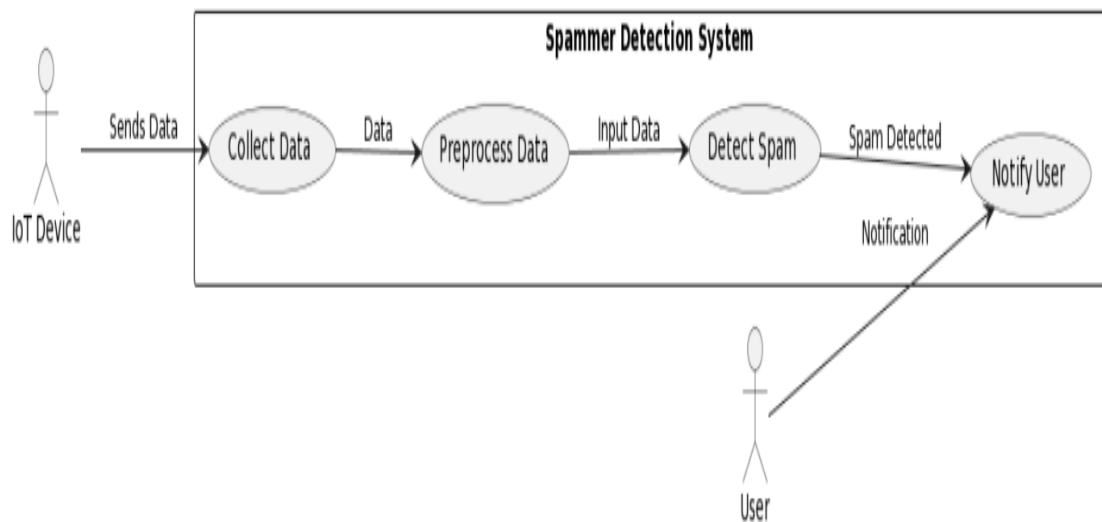 Spammer Detection System
Sends Data
Collect Data
Data
Preprocess Data
Input Data
Detect Spam
Spam Detected
Notify User
IoT Device
Notification
User